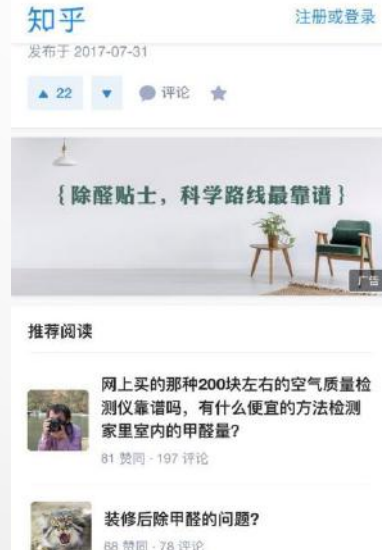 知乎
注册或登录
发布于 2017-07-31
22
评论
{除醛贴士，科学路线最靠谱}
广告
推荐阅读
网上买的那种200块左右的空气质量检
测仪靠谱吗，有什么便宜的方法检测
家里室内的甲醛量？
81 赞同 · 197 评论
装修后除甲醛的问题？
68 赞同 · 78 评论